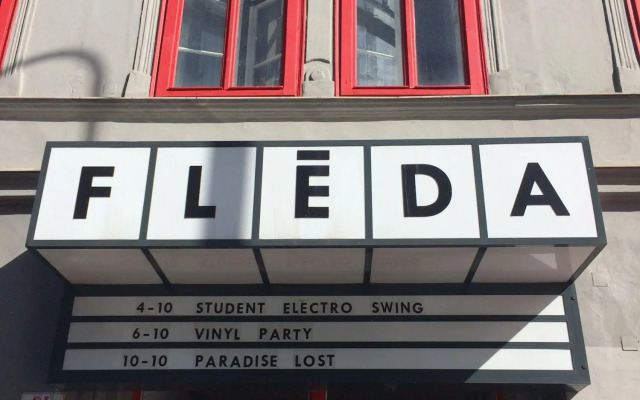 FLĒDA
4-10 STUDENT ELECTRO SWING
6-10 VINYL PARTY
10-10 PARADISE LOST